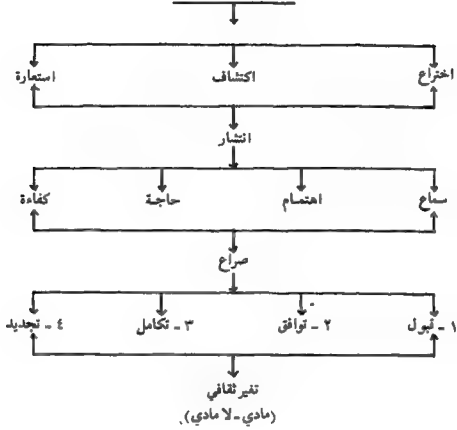 اختراع اكتشاف استعارة
انتشار
سماع اهتمام حاجة كفاءة
صراع
١ - قبول ٢ - توافق ٣ - تكامل ٤ - تجديد
تغير ثقافي
(مادي - لا مادي)